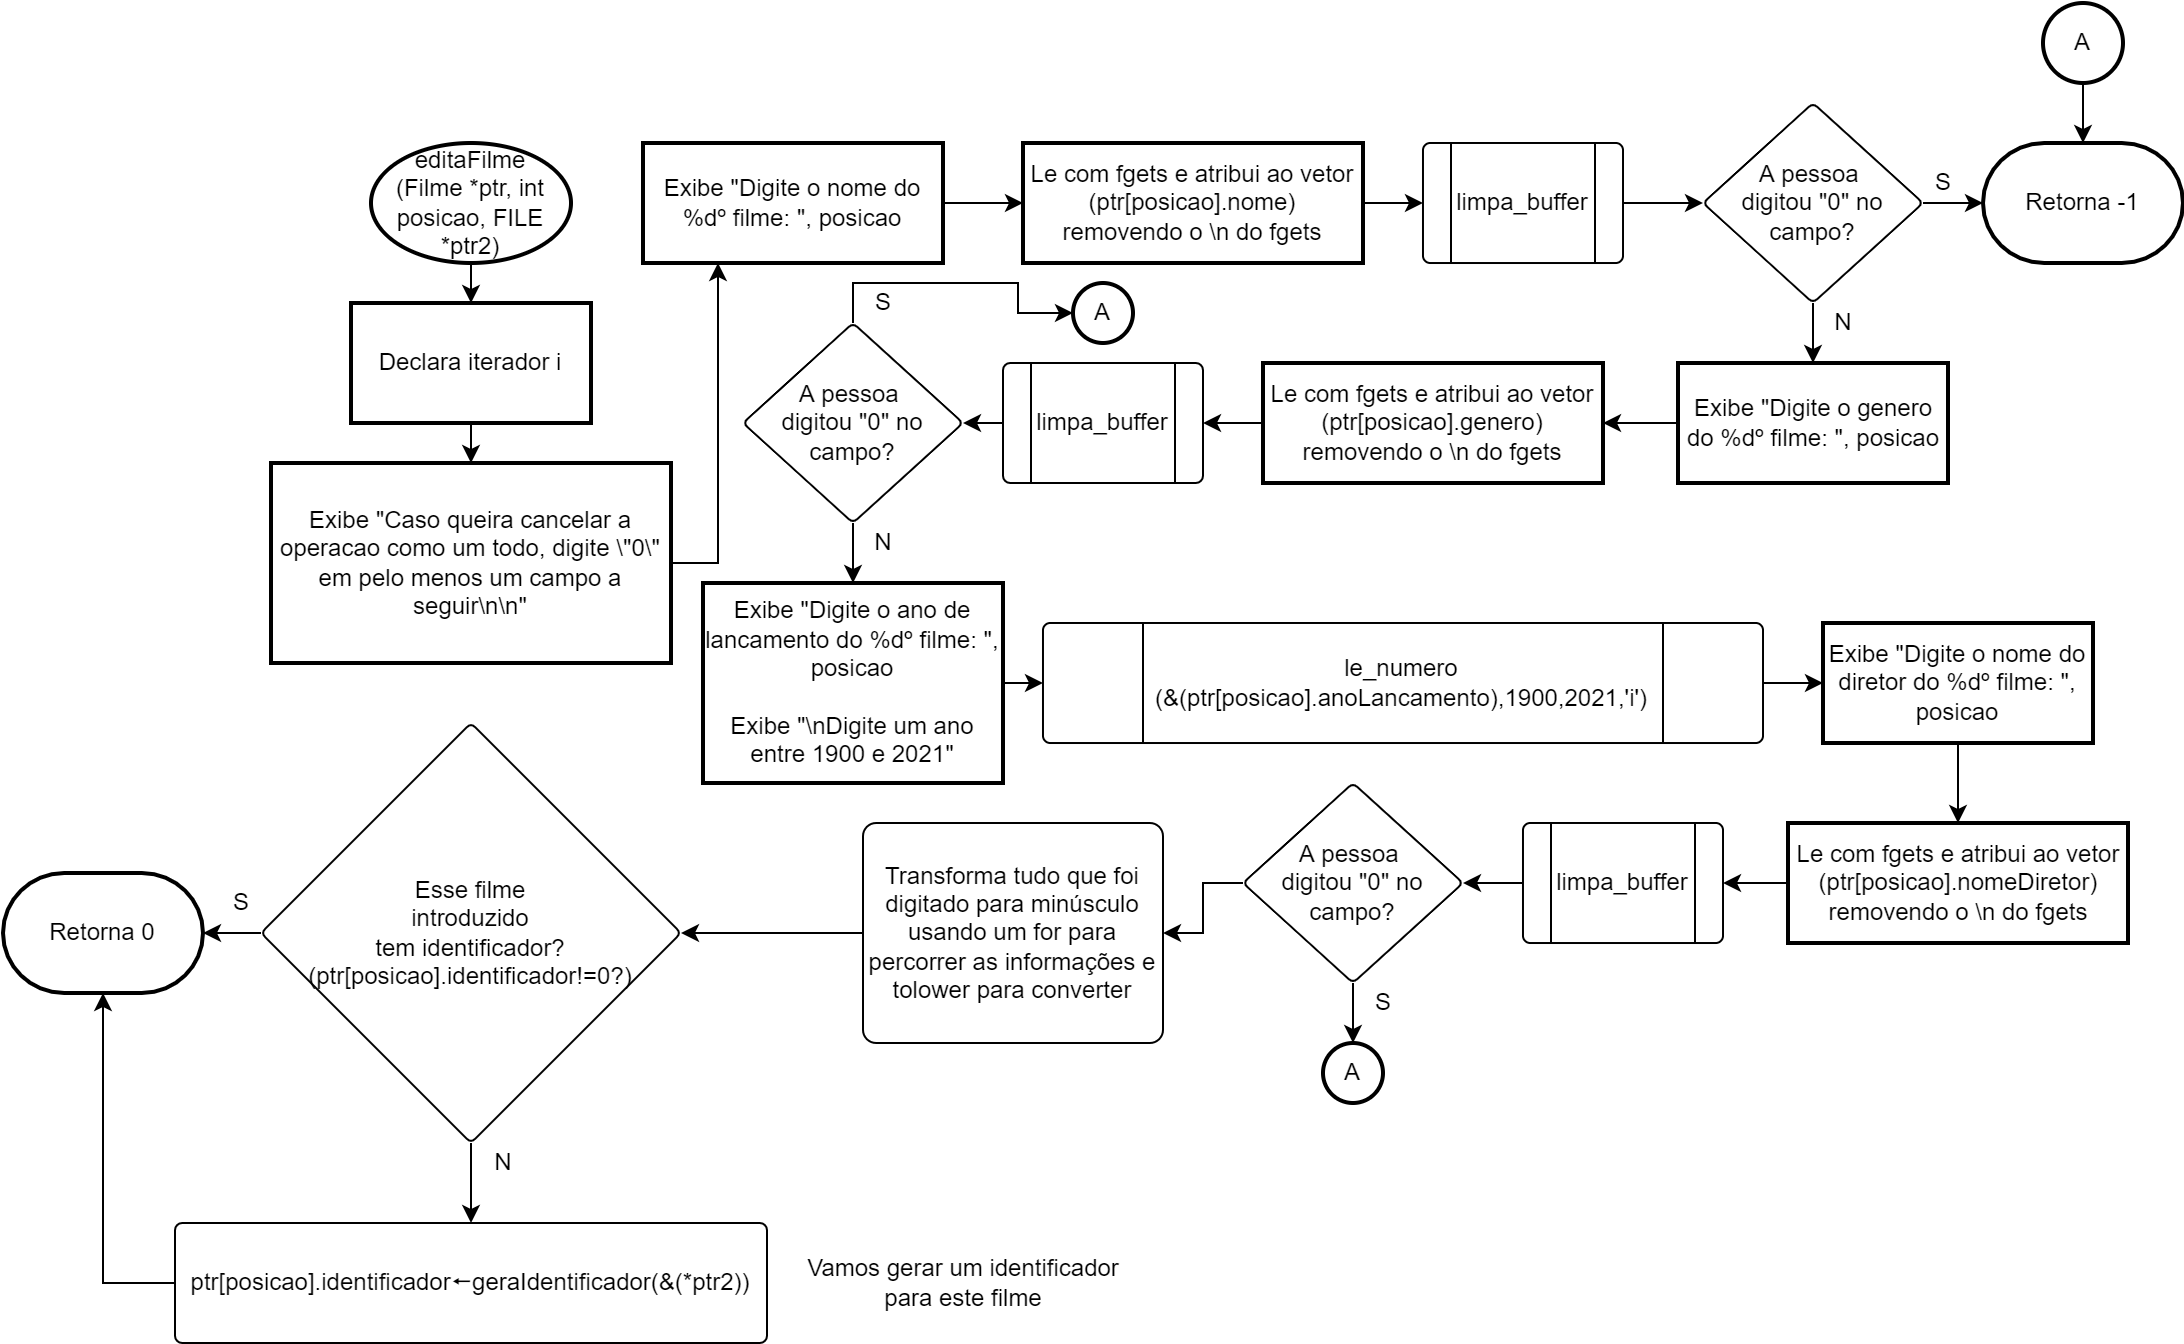 A
editaFilme
(Filme *ptr, int
posicao, FILE
*ptr2)
Exibe "Digite o nome do
%dº filme: ", posicao
Le com fgets e atribui ao vetor
(ptr[posicao].nome)
removendo o \n do fgets
limpa_buffer
A pessoa
digitou "0" no
campo?
S
Retorna -1
N
Declara iterador i
Exibe "Caso queira cancelar a
operacao como um todo, digite \"0\"
em pelo menos um campo a
seguir\n\n"
Exibe "Digite o genero
do %dº filme: ", posicao
Le com fgets e atribui ao vetor
(ptr[posicao].genero)
removendo o \n do fgets
limpa_buffer
A pessoa
digitou "0" no
campo?
S
A
N
Exibe "Digite o ano de
lancamento do %dº filme: ",
posicao
Exibe "\nDigite um ano
entre 1900 e 2021"
le_numero
(&(ptr[posicao].anoLancamento),1900,2021,'i')
Exibe "Digite o nome do
diretor do %dº filme: ",
posicao
Le com fgets e atribui ao vetor
(ptr[posicao].nomeDiretor)
removendo o \n do fgets
limpa_buffer
A pessoa
digitou "0" no
campo?
S
A
Transforma tudo que foi
digitado para minúsculo
usando um for para
percorrer as informações e
tolower para converter
Esse filme
introduzido
tem identificador?
(ptr[posicao].identificador!=0?)
S
Retorna 0
N
ptr[posicao].identificador←geraIdentificador(&(*ptr2))
Vamos gerar um identificador
para este filme